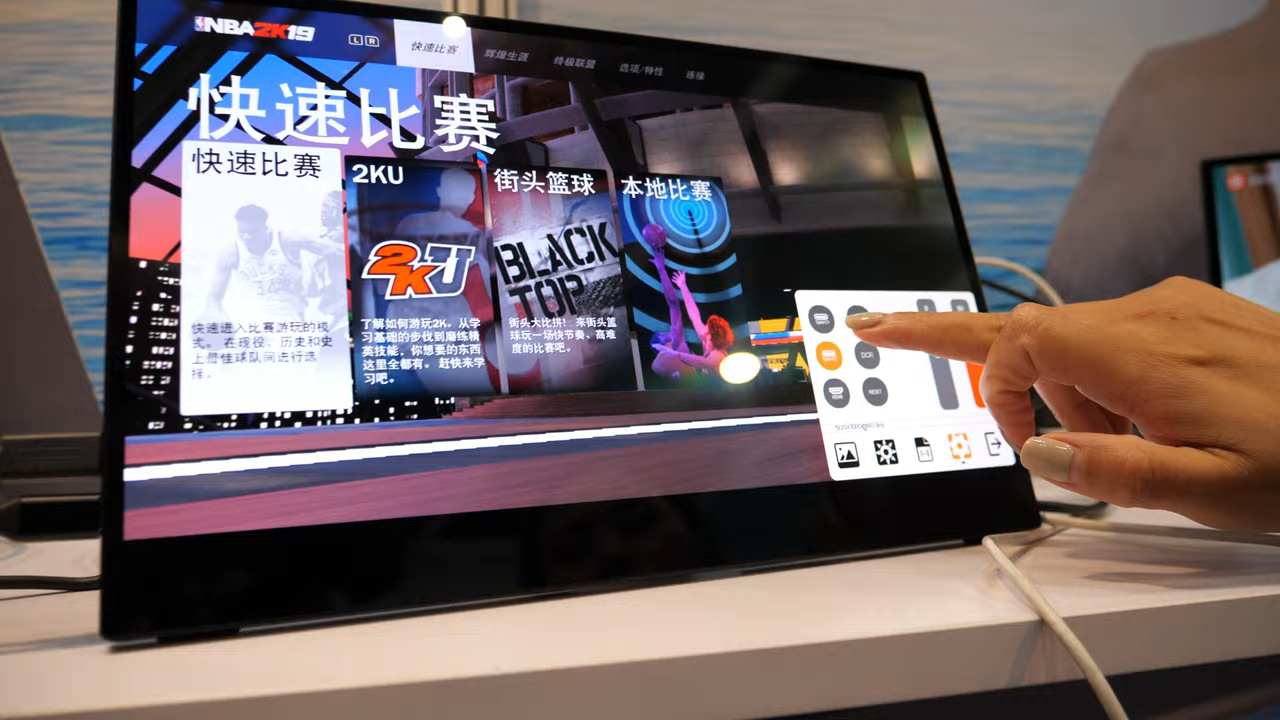 NBA2K19
L R
快速比赛
辉煌生涯
终极联盟
选项/特性
连接
快速比赛
快速比赛
快速进入比赛游玩的模
式。 在现役、历史和史
上最佳球队间进行选
择。
2KU
2KU
了解如何游玩2K。从学
习基础的步伐到磨练精
英技能，你想要的东西
这里全都有。 赶快来学
习吧。
街头篮球
BLACK
TOP
街头大比拼！ 来街头篮
球玩一场快节奏、高难
度的比赛吧。
本地比赛
DCR
HDMI
RESET